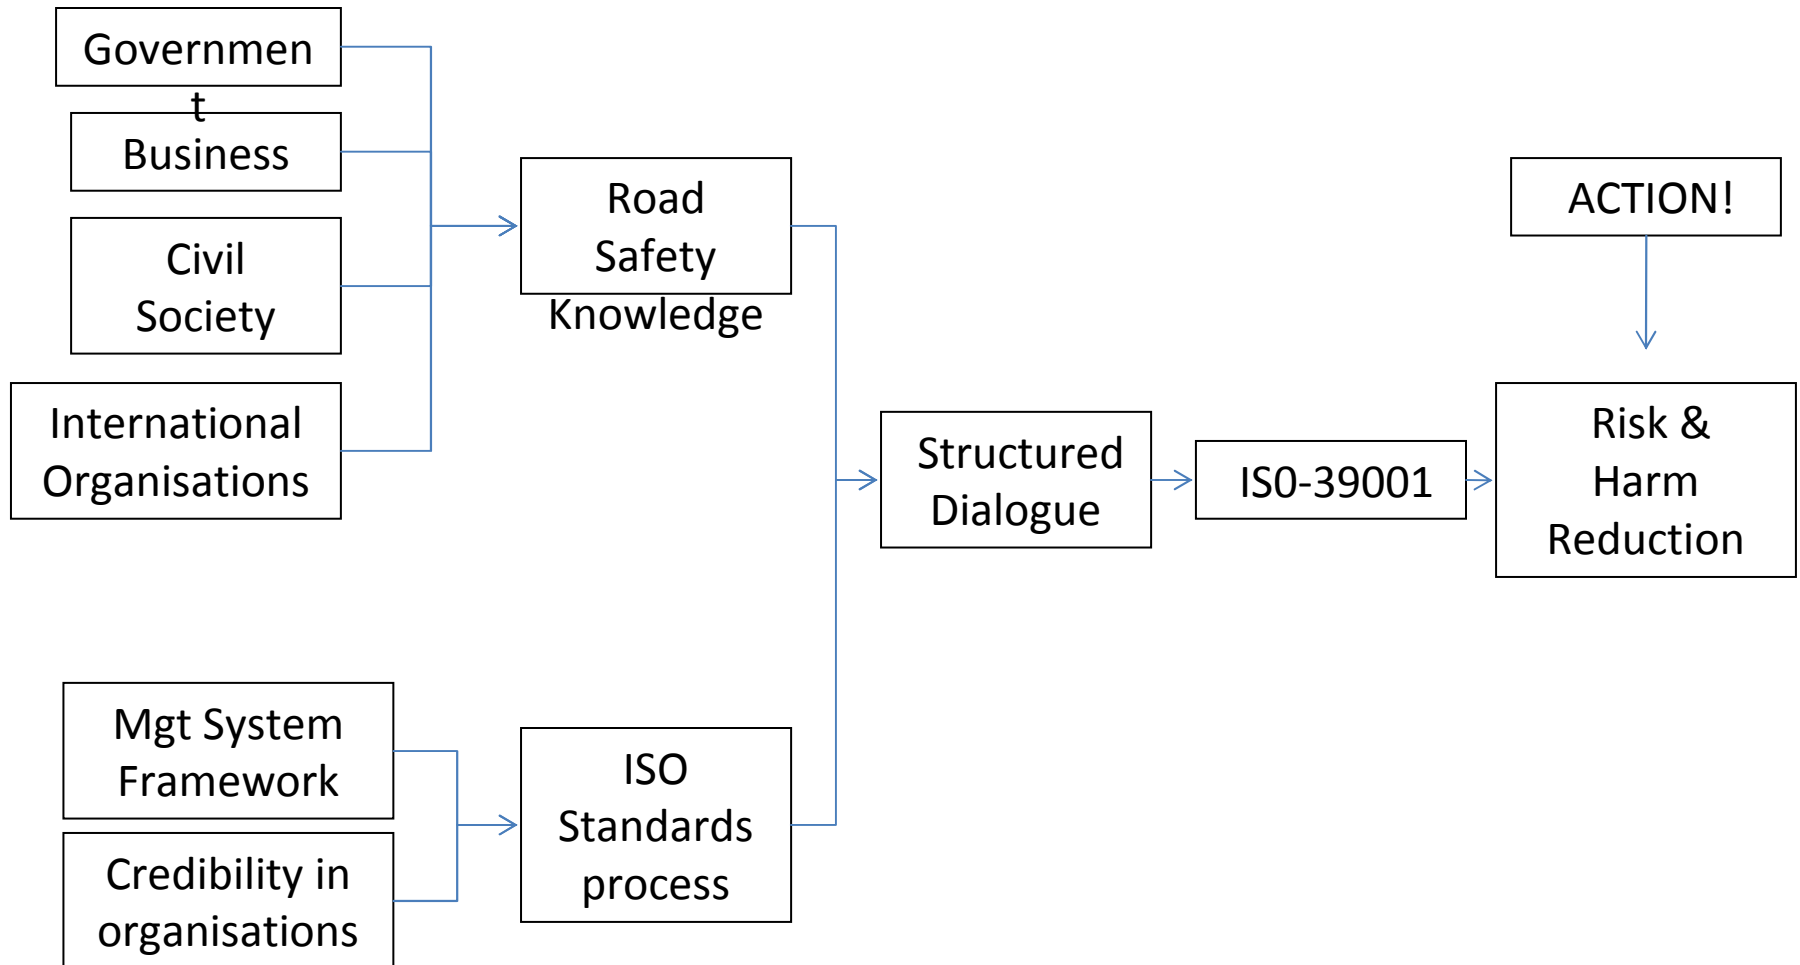 Governmen
t
Business
Civil
Society
International
Organisations
Road
Safety
Knowledge
Mgt System
Framework
Credibility in
organisations
ISO
Standards
process
Structured
Dialogue
IS0-39001
ACTION!
Risk &
Harm
Reduction